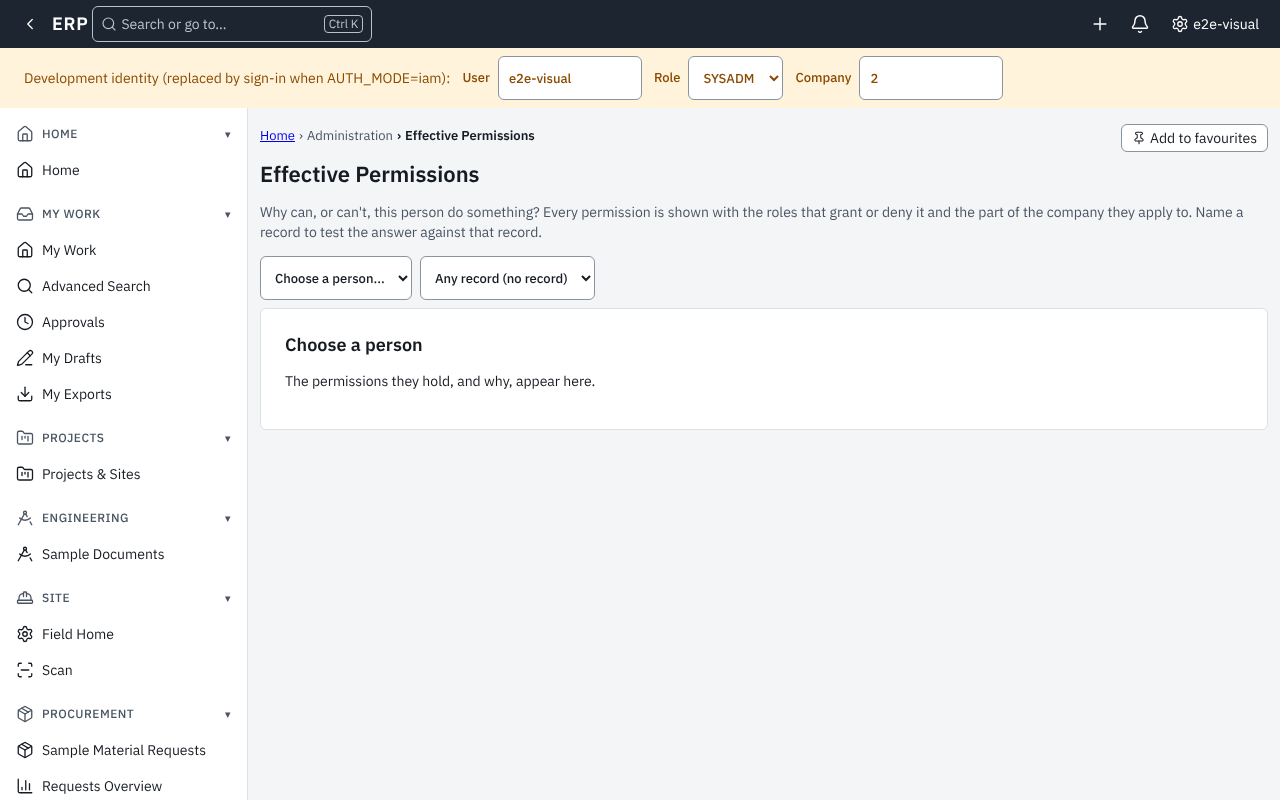 ERP
Search or go to...
Ctrl K
e2e-visual
Development identity (replaced by sign-in when AUTH_MODE=iam):
User
e2e-visual
Role
SYSADM
Company
2
HOME
Home
MY WORK
My Work
Advanced Search
Approvals
My Drafts
My Exports
PROJECTS
Projects & Sites
ENGINEERING
Sample Documents
SITE
Field Home
Scan
PROCUREMENT
Sample Material Requests
Requests Overview
Home › Administration › Effective Permissions
Add to favourites
Effective Permissions
Why can, or can't, this person do something? Every permission is shown with the roles that grant or deny it and the part of the company they apply to. Name a
record to test the answer against that record.
Choose a person...
Any record (no record)
Choose a person
The permissions they hold, and why, appear here.